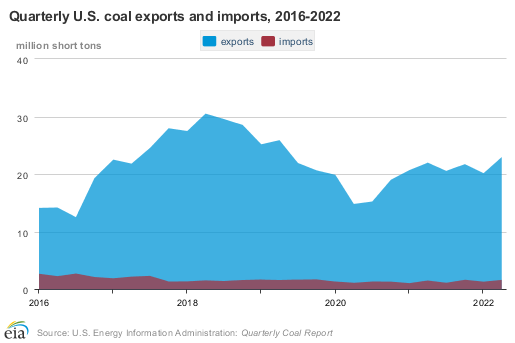 Quarterly U.S. coal exports and imports, 2016-2022
million short tons
exports imports
40
30
20
10
0
2016 2018 2020 2022
eia Source: U.S. Energy Information Administration: Quarterly Coal Report